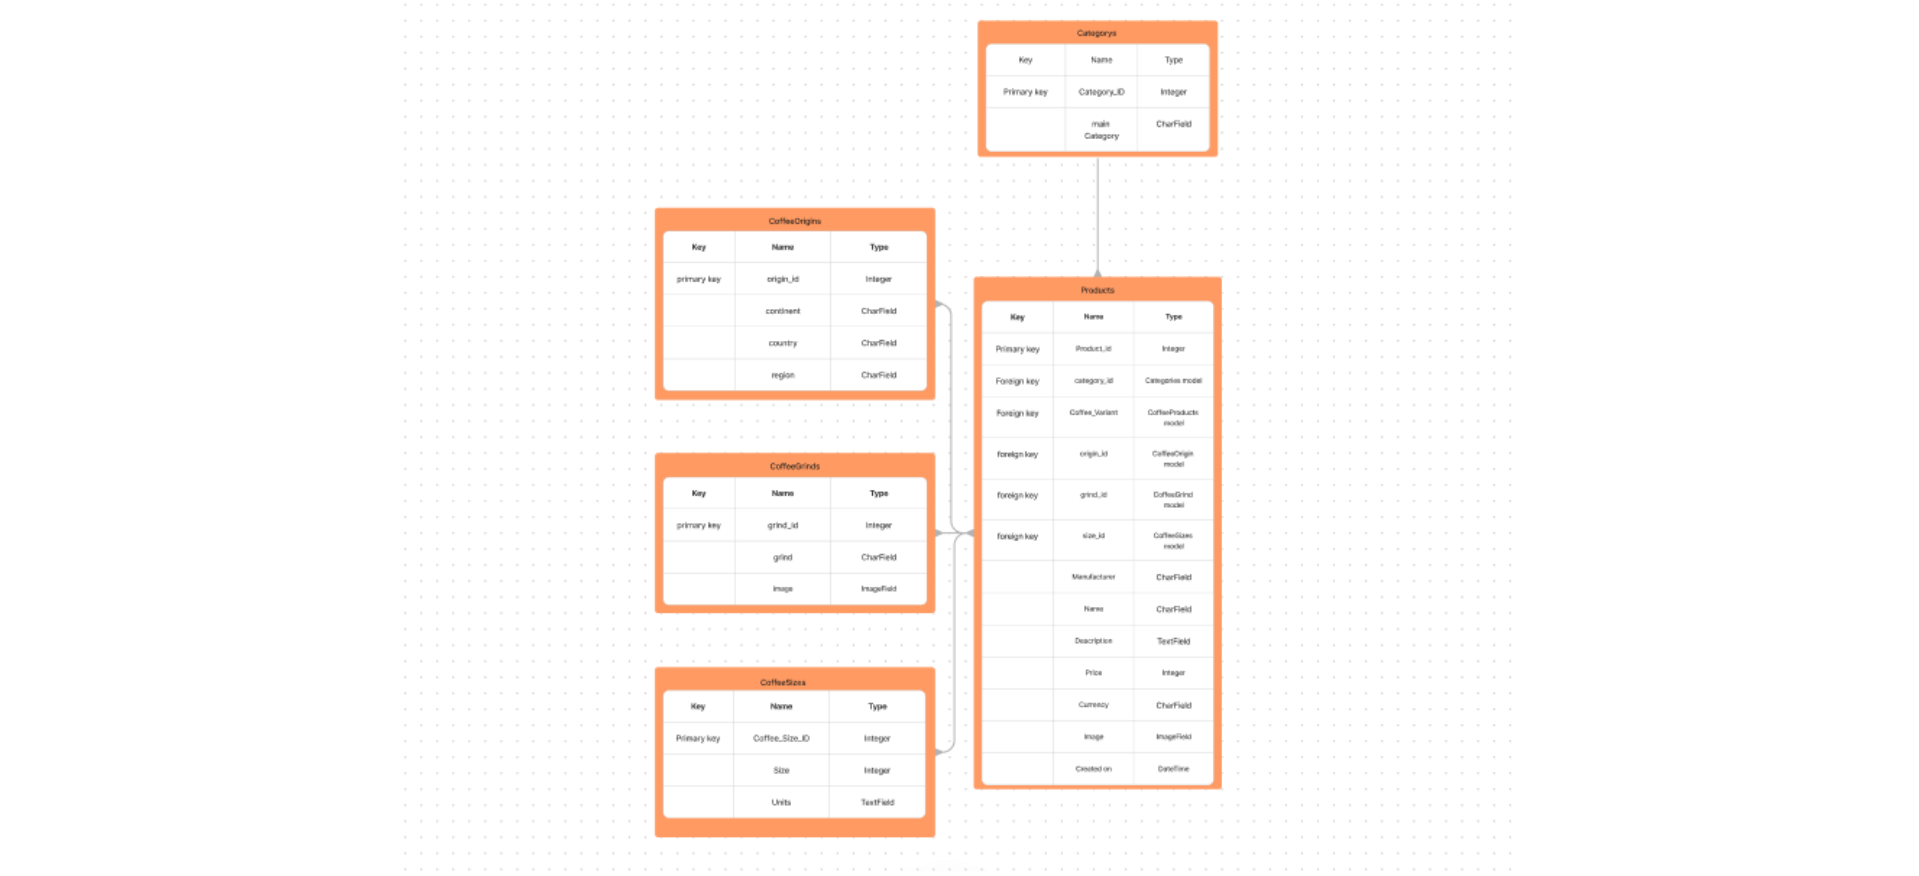 Categorys
Key Name Type
Primary key Category_ID Integer
main CharField
Category
CoffeeOrigins
Key Name Type
primary key origin_id Integer
continent CharField
country CharField
region CharField
CoffeeGrinds
Key Name Type
primary key grind_id Integer
grind CharField
Image ImageField
CoffeeSizes
Key Name Type
Primary key Coffee_Size_ID Integer
Size Integer
Units TextField
Products
Key Name Type
Primary key Product_id Integer
Foreign key category_id Categories model
Foreign key Coffee_Variant CoffeeProducts
model
foreign key origin_id CoffeeOrigin
model
foreign key grind_id CoffeeGrind
model
foreign key size_id CoffeeSizes
model
Manufacturer CharField
Name CharField
Description TextField
Price Integer
Currency CharField
Image ImageField
Created on DateTime